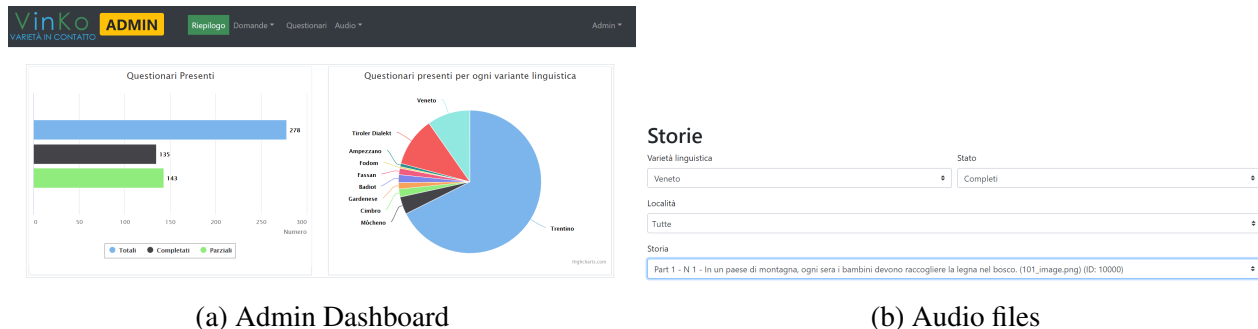 VinKo
VARIETÀ IN CONTATTO
ADMIN
Riepilogo Domande Questionari Audio Admin
Questionari Presenti
278
135
143
0 50 100 150 200 250 300
Numero
Totali Completati Parziali
Questionari presenti per ogni variante linguistica
Veneto
Tiroler Dialekt
Ampezzano
Fodom
Fassan
Badiot
Gardenese
Cimbro
Mòcheno
Trentino
Highcharts.com
(a) Admin Dashboard
Storie
Varietà linguistica Stato
Veneto Completi
Località
Tutte
Storia
Part 1 - N 1 - In un paese di montagna, ogni sera i bambini devono raccogliere la legna nel bosco. (101_image.png) (ID: 10000)
(b) Audio files